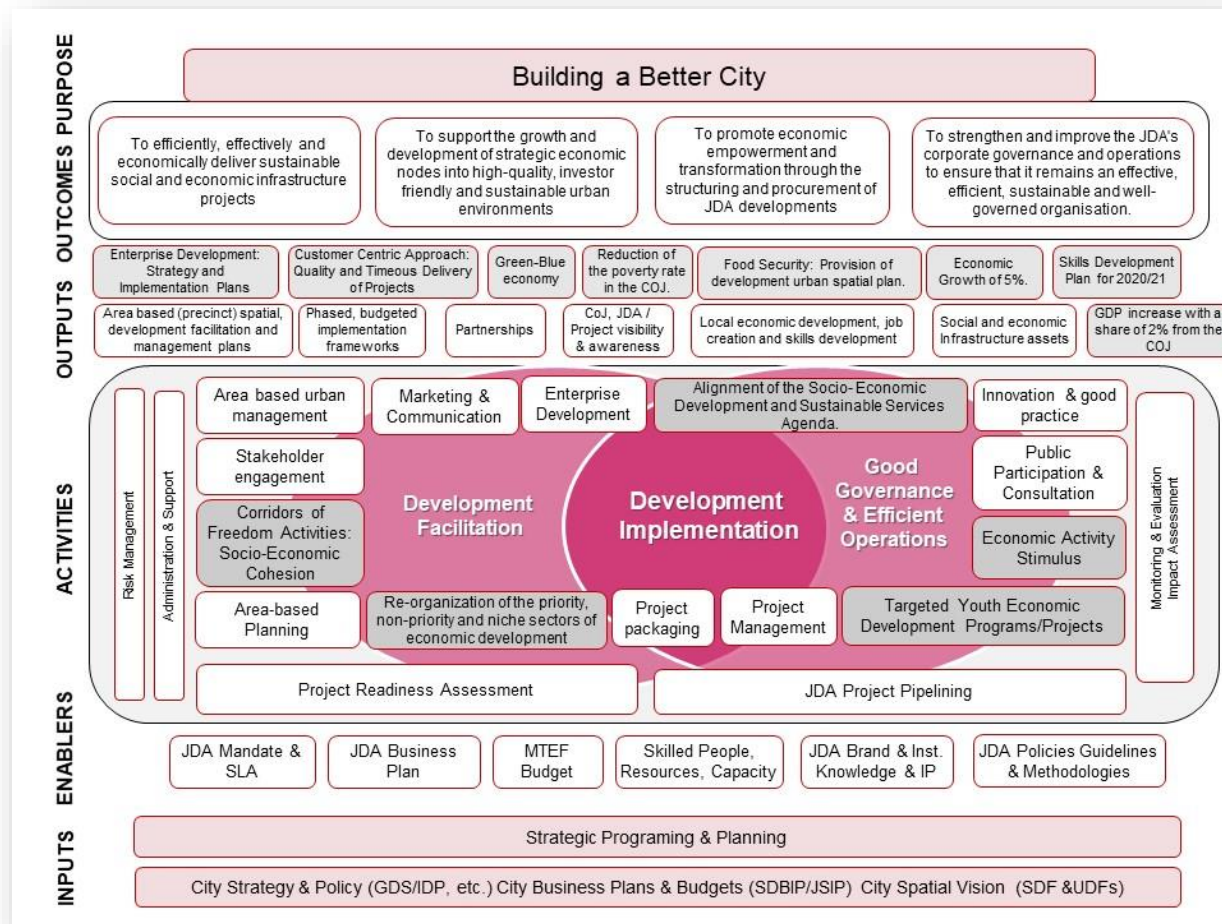 PURPOSE
Building a Better City
OUTCOMES
To efficiently, effectively and
economically deliver sustainable
social and economic infrastructure
projects
To support the growth and
development of strategic economic
nodes into high-quality, investor
friendly and sustainable urban
environments
To promote economic
empowerment and
transformation through the
structuring and procurement of
JDA developments
To strengthen and improve the JDA's
corporate governance and operations
to ensure that it remains an effective,
efficient, sustainable and well-
governed organisation.
OUTPUTS
Enterprise Development:
Strategy and
Implementation Plans
Customer Centric Approach:
Quality and Timeous Delivery
of Projects
Green-Blue
economy
Reduction of
the poverty rate
in the COJ.
Food Security: Provision of
development urban spatial plan.
Economic
Growth of 5%.
Skills Development
Plan for 2020/21
Area based (precinct) spatial,
development facilitation and
management plans
Phased, budgeted
implementation
frameworks
Partnerships
CoJ, JDA /
Project visibility
& awareness
Local economic development, job
creation and skills development
Social and economic
Infrastructure assets
GDP increase with a
share of 2% from the
COJ
ACTIVITIES
Risk Management
Administration & Support
Area based urban
management
Marketing &
Communication
Enterprise
Development
Alignment of the Socio-Economic
Development and Sustainable Services
Agenda.
Innovation & good
practice
Stakeholder
engagement
Public
Participation &
Consultation
Development
Facilitation
Development
Implementation
Good
Governance
& Efficient
Operations
Corridors of
Freedom Activities:
Socio-Economic
Cohesion
Economic Activity
Stimulus
Area-based
Planning
Re-organization of the priority,
non-priority and niche sectors of
economic development
Project
packaging
Project
Management
Targeted Youth Economic
Development Programs/Projects
Project Readiness Assessment
JDA Project Pipelining
Monitoring & Evaluation
Impact Assessment
ENABLERS
JDA Mandate &
SLA
JDA Business
Plan
MTEF
Budget
Skilled People,
Resources, Capacity
JDA Brand & Inst.
Knowledge & IP
JDA Policies Guidelines
& Methodologies
INPUTS
Strategic Programing & Planning
City Strategy & Policy (GDS/IDP, etc.) City Business Plans & Budgets (SDBIP/JSIP) City Spatial Vision (SDF &UDFs)